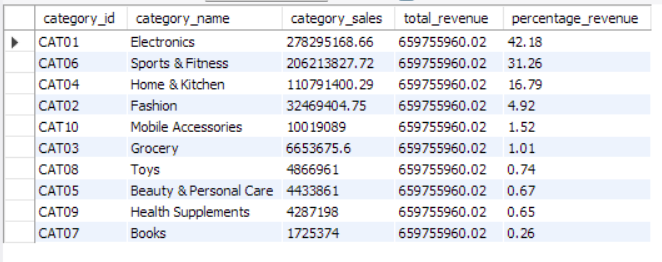 category_id category_name category_sales total_revenue percentage_revenue
CAT01 Electronics 278295168.66 659755960.02 42.18
CAT06 Sports & Fitness 206213827.72 659755960.02 31.26
CAT04 Home & Kitchen 110791400.29 659755960.02 16.79
CAT02 Fashion 32469404.75 659755960.02 4.92
CAT10 Mobile Accessories 10019089 659755960.02 1.52
CAT03 Grocery 6653675.6 659755960.02 1.01
CAT08 Toys 4866961 659755960.02 0.74
CAT05 Beauty & Personal Care 4433861 659755960.02 0.67
CAT09 Health Supplements 4287198 659755960.02 0.65
CAT07 Books 1725374 659755960.02 0.26